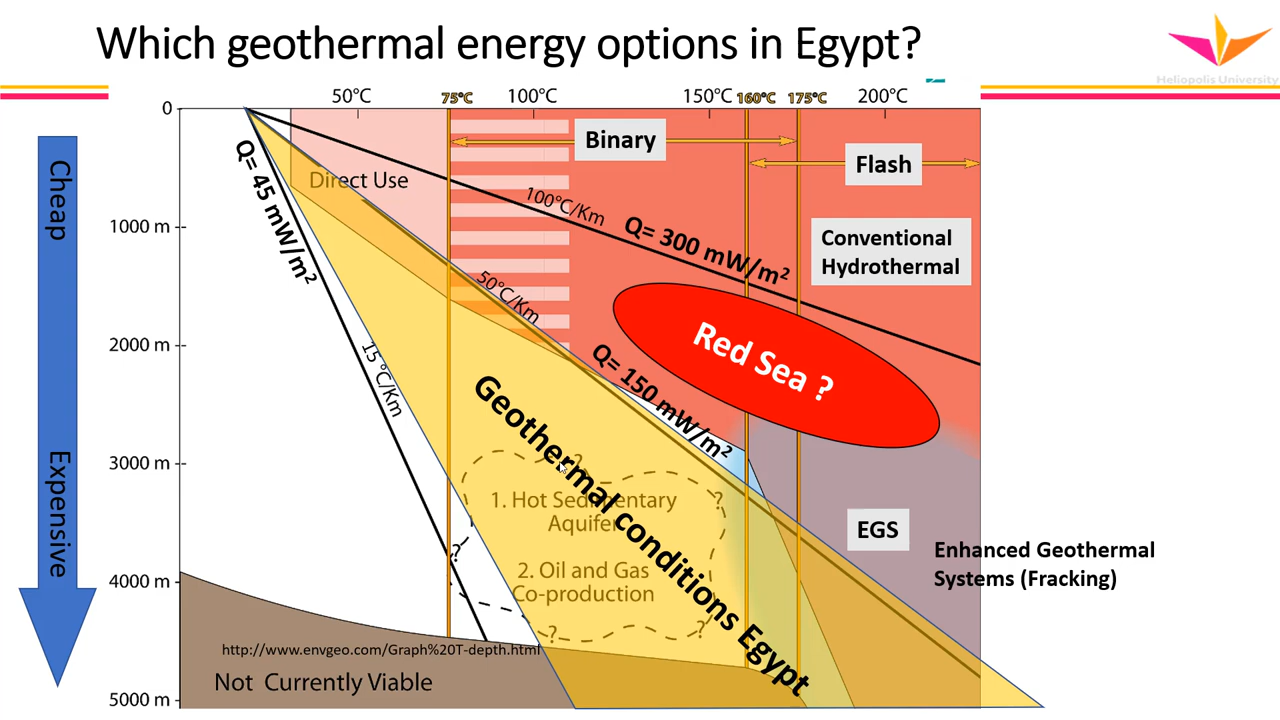 Which geothermal energy options in Egypt?
Heliopolis University
50°C
75°C
100°C
150°C
160°C
175°C
200°C
0
1000 m
2000 m
3000 m
4000 m
5000 m
Cheap
Expensive
Binary
Flash
Direct Use
Q= 45 mW/m²
100°C/Km
Q= 300 mW/m²
Conventional
Hydrothermal
50°C/Km
Red Sea ?
15 °C/Km
Q= 150 mW/m²
Geothermal conditions Egypt
?
?
?
?
?
1. Hot Sedimentary
Aquifer
2. Oil and Gas
Co-production
EGS
Enhanced Geothermal
Systems (Fracking)
http://www.envgeo.com/Graph%20T-depth.html
Not Currently Viable